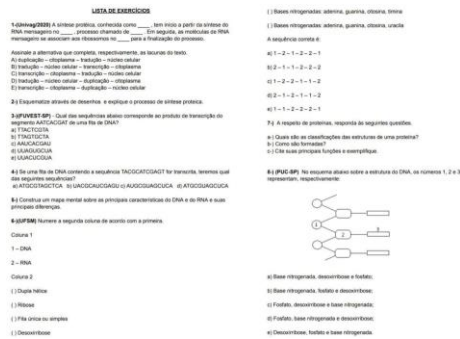 LISTA DE EXERCÍCIOS
1-(Univag/2020) A síntese proteica, conhecida como ____ , tem início a partir da síntese do
RNA mensageiro no ____ , processo chamado de ____ . Em seguida, as moléculas de RNA
mensageiro se associam aos ribossomos no ____ para a finalização do processo.
Assinale a alternativa que completa, respectivamente, as lacunas do texto.
A) duplicação – citoplasma – tradução – núcleo celular
B) tradução – núcleo celular – transcrição – citoplasma
C) transcrição – citoplasma – tradução – núcleo celular
D) tradução – núcleo celular – duplicação – citoplasma
E) transcrição – núcleo celular – duplicação – citoplasma
2-) Esquematize através de desenhos e explique o processo de síntese proteica.
3-)(FUVEST-SP) - Qual das sequências abaixo corresponde ao produto de transcrição do
segmento AATCACGAT de uma fita de DNA?
a) TTACTCGTA
b) TTAGTGCTA
c) AAUCACGAU
d) UUAGUGCUA
e) UUACUCGUA
4-) Se uma fita de DNA contendo a sequência TACGCATCGAGT for transcrita, teremos qual
das seguintes sequências?
a) ATGCGTAGCTCA b) UACGCAUCGAGU c) AUGCGUAGCUCA d) ATGCGUAGCUCA
5-) Construa um mapa mental sobre as principais características do DNA e do RNA e suas
principais diferenças.
6-)(UFSM) Numere a segunda coluna de acordo com a primeira.
Coluna 1
1 – DNA
2 – RNA
Coluna 2
( ) Dupla hélice
( ) Ribose
( ) Fita única ou simples
( ) Desoxirribose
( ) Bases nitrogenadas: adenina, guanina, citosina, timina
( ) Bases nitrogenadas: adenina, guanina, citosina, uracila
A sequência correta é:
a) 1 – 2 – 1 – 2 – 2 – 1
b) 2 – 1 – 1 – 2 – 2 – 2
c) 1 – 2 – 2 – 1 – 1 – 2
d) 2 – 1 – 2 – 1 – 1 – 2
e) 1 – 1 – 2 – 2 – 2 – 1
7-) A respeito de proteínas, responda às seguintes questões.
a-) Quais são as classificações das estruturas de uma proteína?
b-) Como são formadas?
c-) Cite suas principais funções e exemplifique.
8-) (PUC-SP) No esquema abaixo sobre a estrutura do DNA, os números 1, 2 e 3
representam, respectivamente:
1
2
3
a) Base nitrogenada, desoxirribose e fosfato;
b) Base nitrogenada, fosfato e desoxirribose;
c) Fosfato, desoxirribose e base nitrogenada;
d) Fosfato, base nitrogenada e desoxirribose;
e) Desoxirribose, fosfato e base nitrogenada.